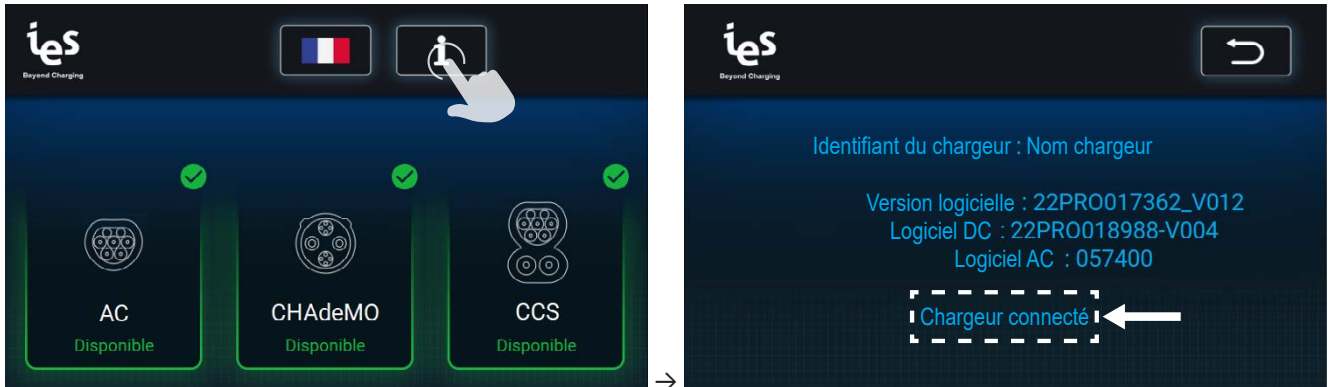 ies
Beyond Charging
i
AC
Disponible
CHAdeMO
Disponible
CCS
Disponible
→
ies
Beyond Charging
Identifiant du chargeur : Nom chargeur
Version logicielle : 22PRO017362_V012
Logiciel DC : 22PRO018988-V004
Logiciel AC : 057400
Chargeur connecté